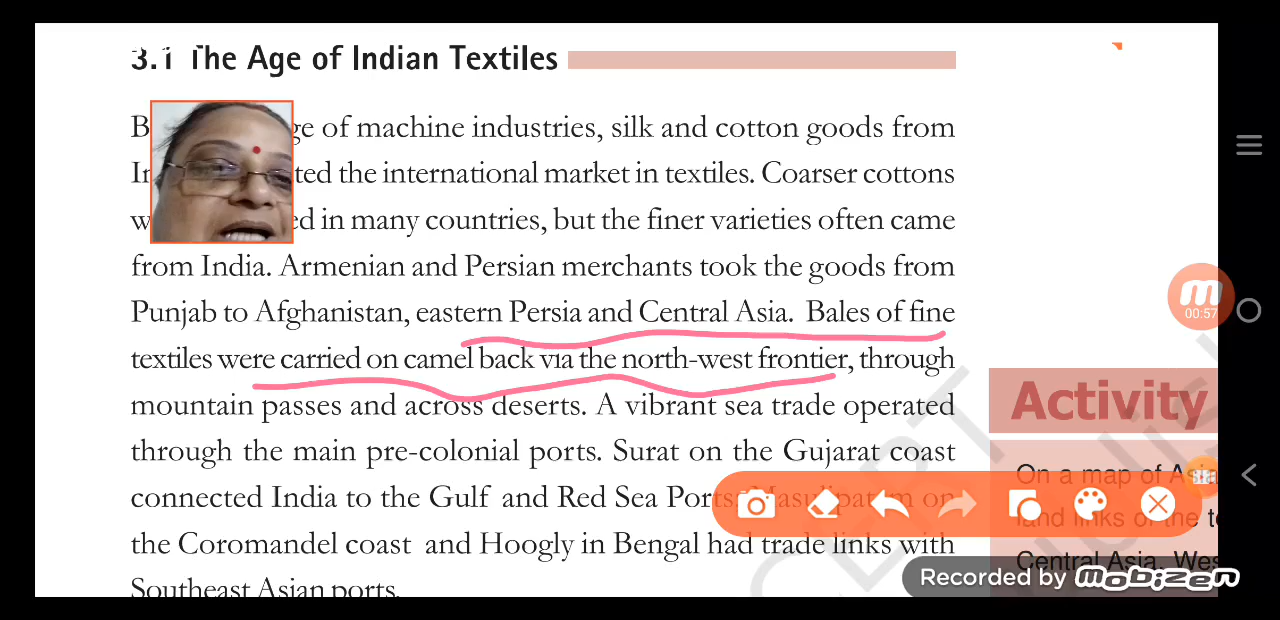 3.1 The Age of Indian Textiles
B ge of machine industries, silk and cotton goods from
In ted the international market in textiles. Coarser cottons
w ed in many countries, but the finer varieties often came
from India. Armenian and Persian merchants took the goods from
Punjab to Afghanistan, eastern Persia and Central Asia. Bales of fine
textiles were carried on camel back via the north-west frontier, through
mountain passes and across deserts. A vibrant sea trade operated
through the main pre-colonial ports. Surat on the Gujarat coast
connected India to the Gulf and Red Sea Ports; Masulipatam on
the Coromandel coast and Hoogly in Bengal had trade links with
Southeast Asian ports.
00:57
Activity
On a map of Asia
land links of the te
Central Asia, Wes
Recorded by mobizen